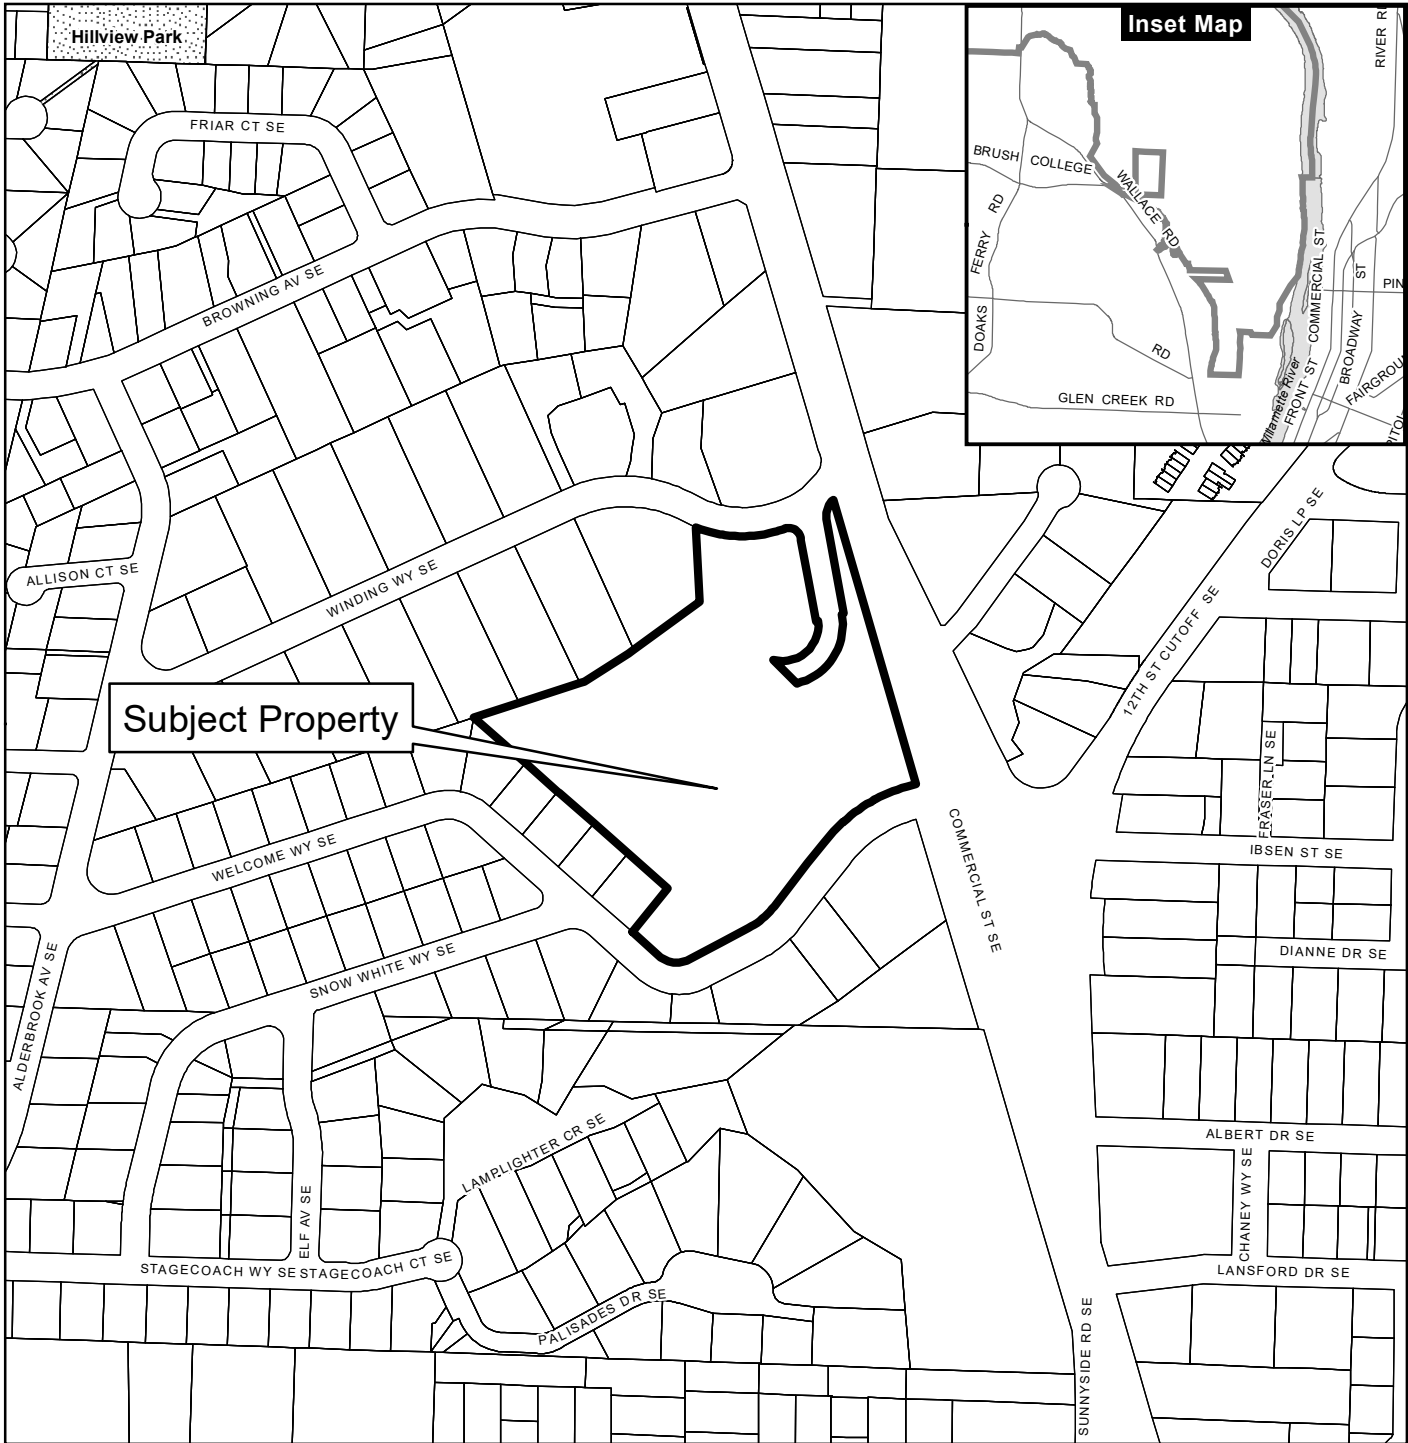 Hillview Park
Inset Map
RIVER
BRUSH COLLEGE
WALLACE RD
DOAKS
FERRY
RD
RD
GLEN CREEK RD
Willamette River
FRONT ST
COMMERCIAL ST
BROADWAY
ST
FRIAR CT SE
BROWNING AV SE
ALLISON CT SE
WINDING WY SE
Subject Property
DORIS LP SE
12TH ST CUTOFF SE
FRASER LN SE
IBSEN ST SE
DIANNE DR SE
COMMERCIAL ST SE
WELCOME WY SE
SNOW WHITE WY SE
ALDERBROOK AV SE
LAMPLIGHTER CR SE
ELF AV SE
STAGECOACH WY SE
STAGECOACH CT SE
PALISADES DR SE
ALBERT DR SE
CHANEY WY SE
LANSFORD DR SE
SUNNYSIDE RD SE